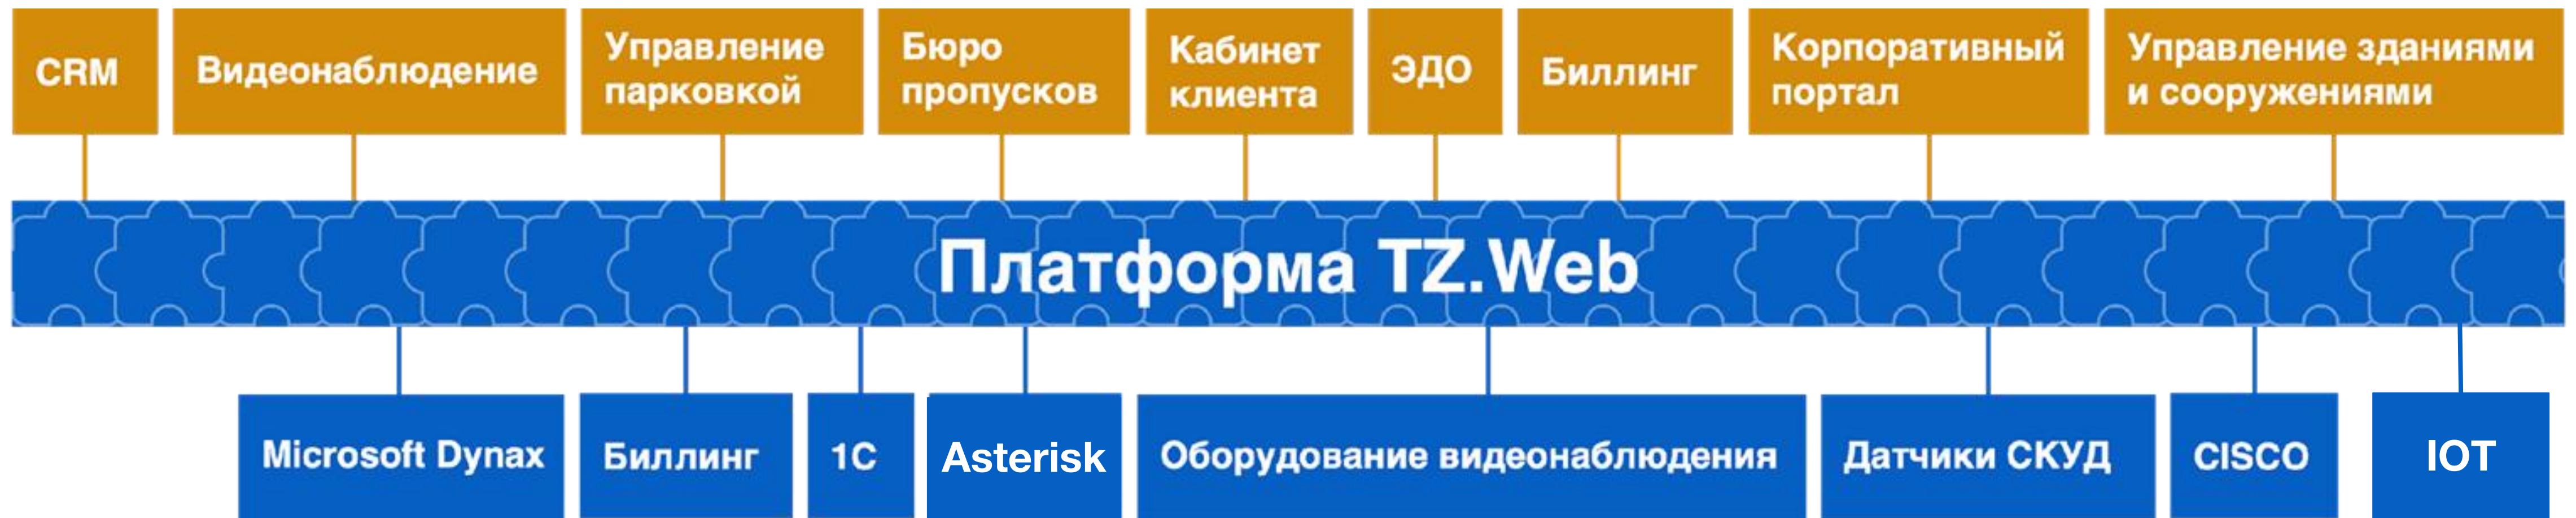 CRM
Видеонаблюдение
Управление
парковкой
Бюро
пропусков
Кабинет
клиента
ЭДО
Биллинг
Корпоративный
портал
Управление зданиями
и сооружениями
Платформа TZ.Web
Microsoft Dynax
Биллинг
1С
Asterisk
Оборудование видеонаблюдения
Датчики СКУД
CISCO
IOT